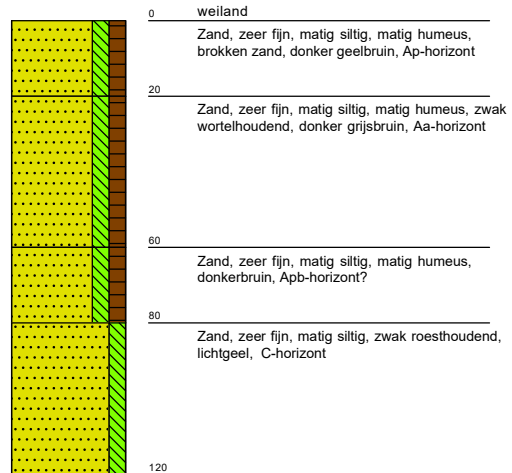 0 weiland
Zand, zeer fijn, matig siltig, matig humeus,
brokken zand, donker geelbruin, Ap-horizont
20
Zand, zeer fijn, matig siltig, matig humeus, zwak
wortelhoudend, donker grijsbruin, Aa-horizont
60
Zand, zeer fijn, matig siltig, matig humeus,
donkerbruin, Apb-horizont?
80
Zand, zeer fijn, matig siltig, zwak roesthoudend,
lichtgeel, C-horizont
120